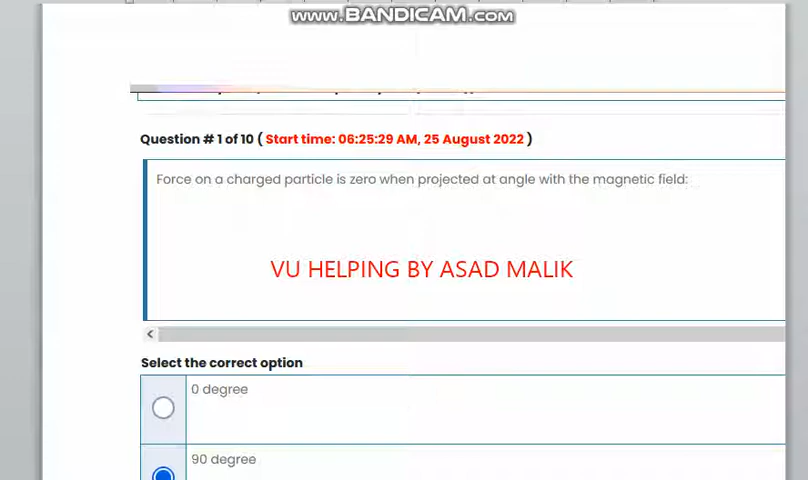 www.BANDICAM.com
Question # 1 of 10 ( Start time: 06:25:29 AM, 25 August 2022 )
Force on a charged particle is zero when projected at angle with the magnetic field:
VU HELPING BY ASAD MALIK
Select the correct option
0 degree
90 degree